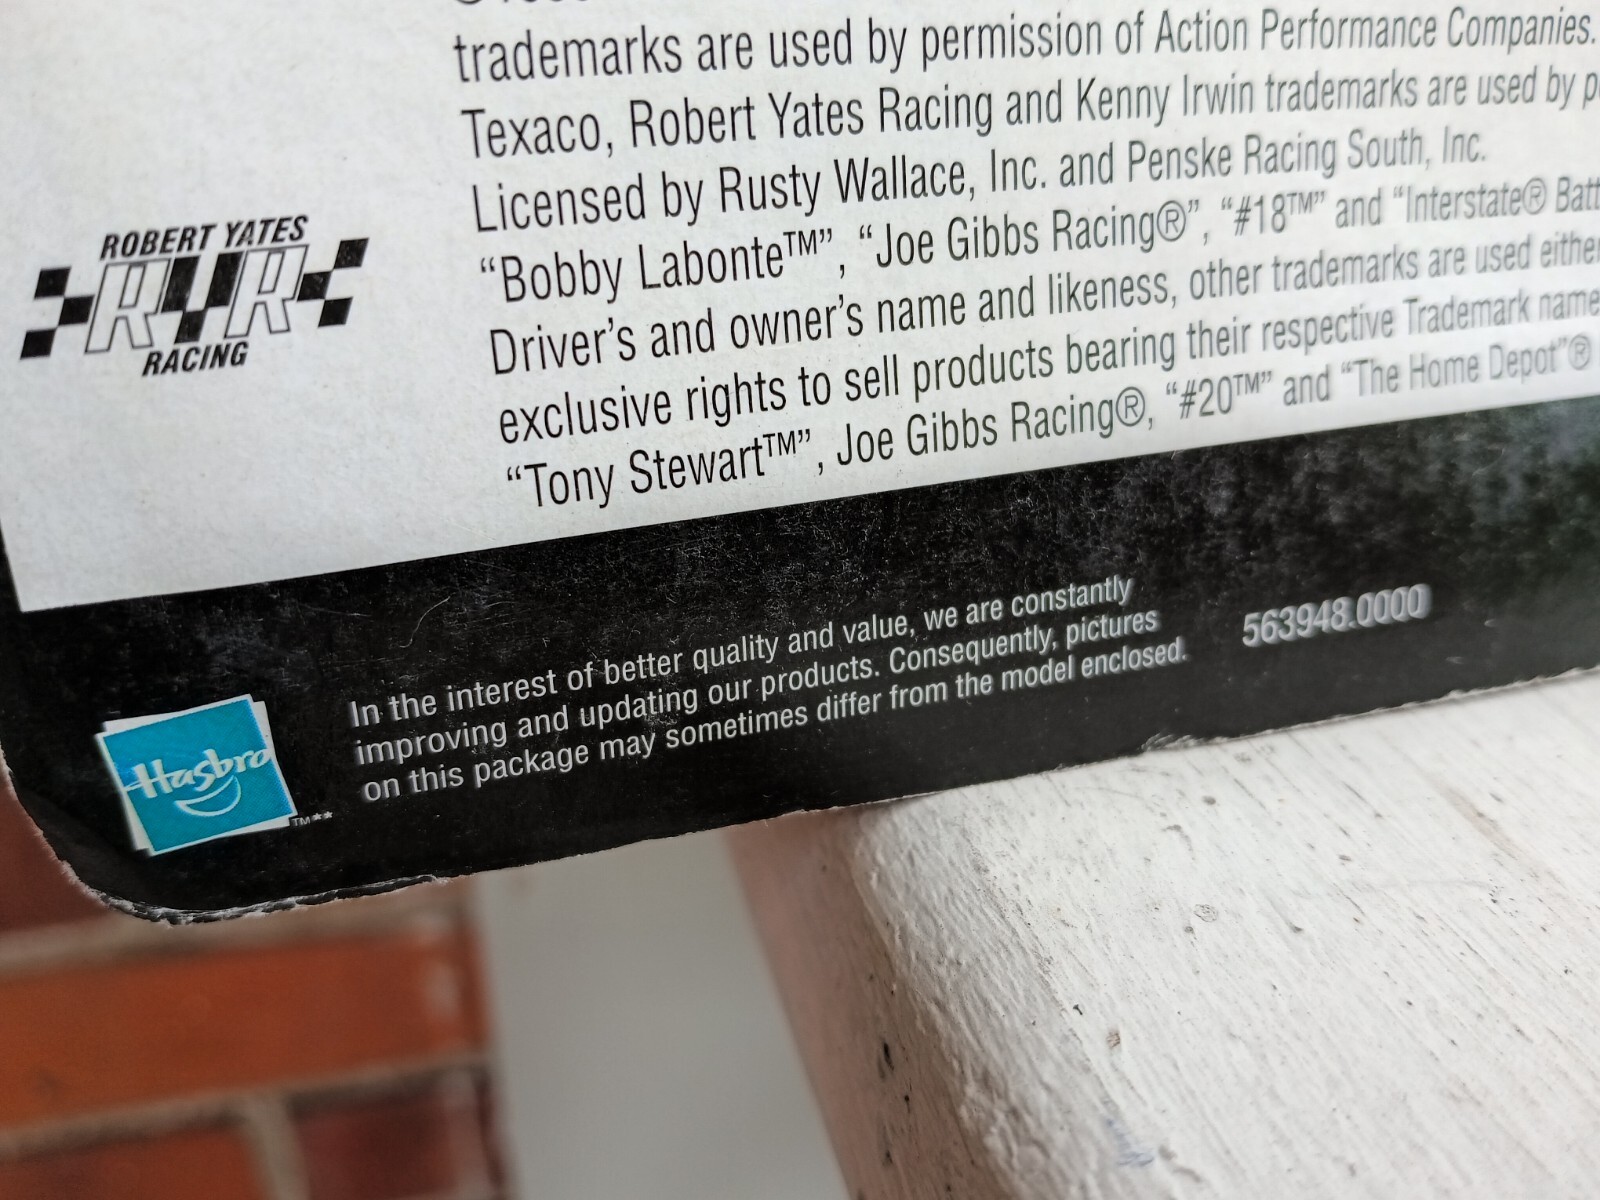 trademarks are used by permission of Action Performance Companies.
Texaco, Robert Yates Racing and Kenny Irwin trademarks are used by
Licensed by Rusty Wallace, Inc. and Penske Racing South, Inc.
“Bobby Labonte™”, “Joe Gibbs Racing®”, “#18™” and “Interstate® Batt
Driver’s and owner’s name and likeness, other trademarks are used either
exclusive rights to sell products bearing their respective Trademark name
“Tony Stewart™”, Joe Gibbs Racing®, “#20™” and “The Home Depot”®
ROBERT YATES
RYR
RACING
In the interest of better quality and value, we are constantly
improving and updating our products. Consequently, pictures
on this package may sometimes differ from the model enclosed.
563948.0000
Hasbro
TM**